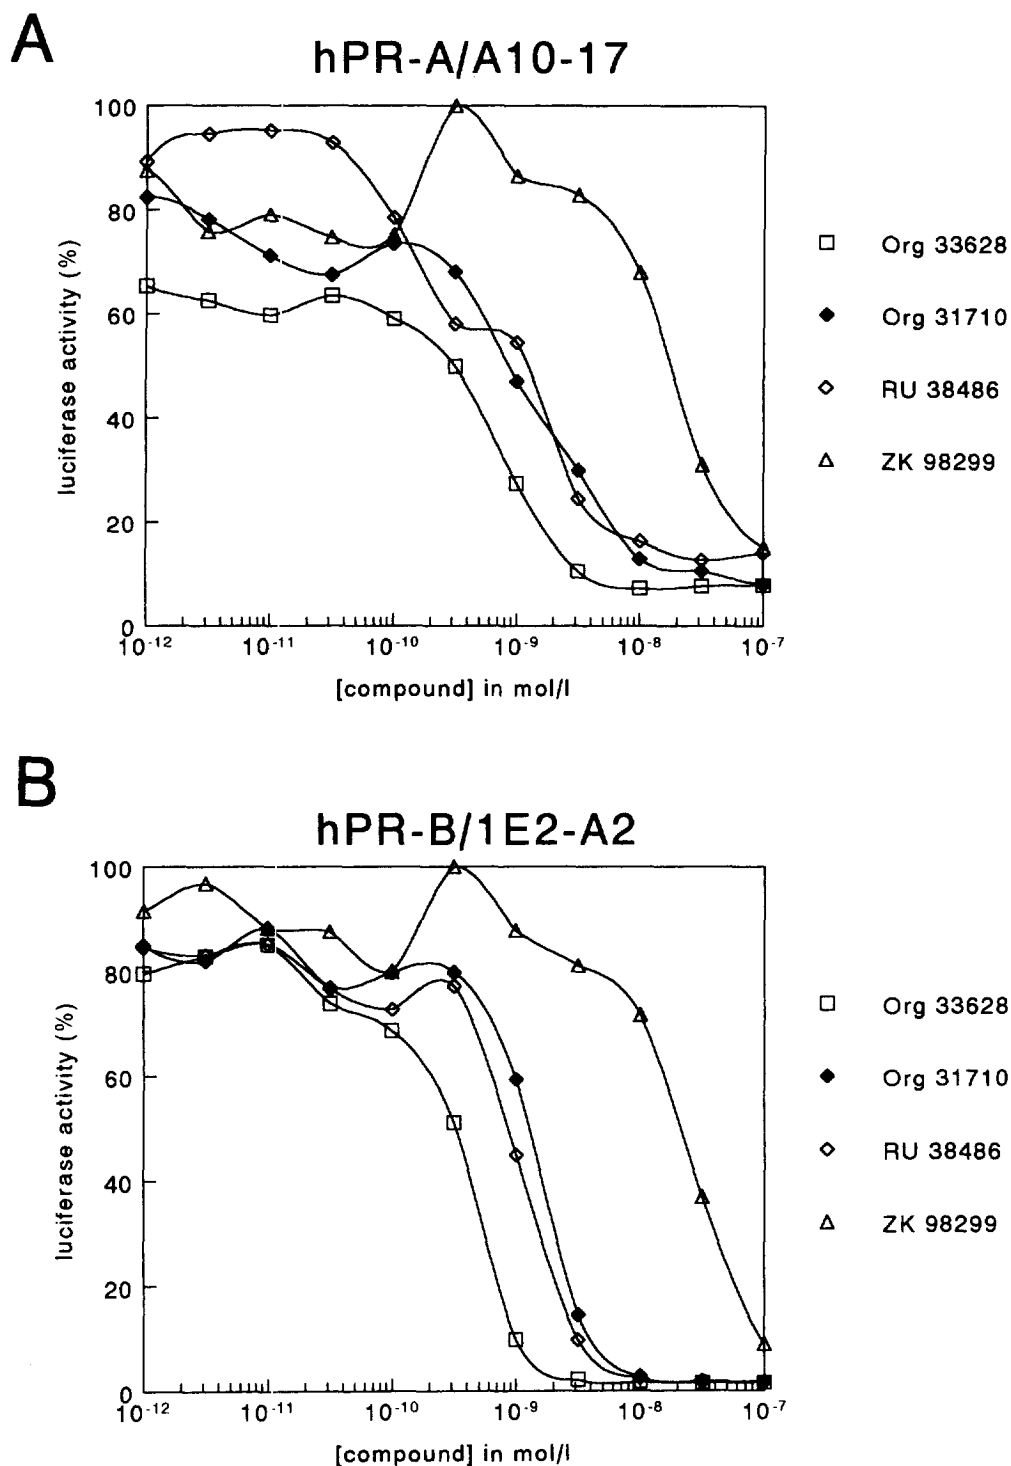 A
hPR-A/A10-17
100
80
60
40
20
0
luciferase activity (%)
10-12
10-11
10-10
10-9
10-8
10-7
[compound] in mol/l
Org 33628
Org 31710
RU 38486
ZK 98299
B
hPR-B/1E2-A2
100
80
60
40
20
0
luciferase activity (%)
10-12
10-11
10-10
10-9
10-8
10-7
[compound] in mol/l
Org 33628
Org 31710
RU 38486
ZK 98299